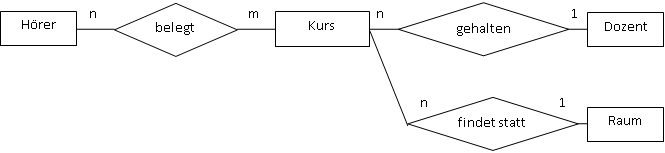 Hörer n belegt m Kurs n gehalten 1 Dozent
n findet statt 1 Raum